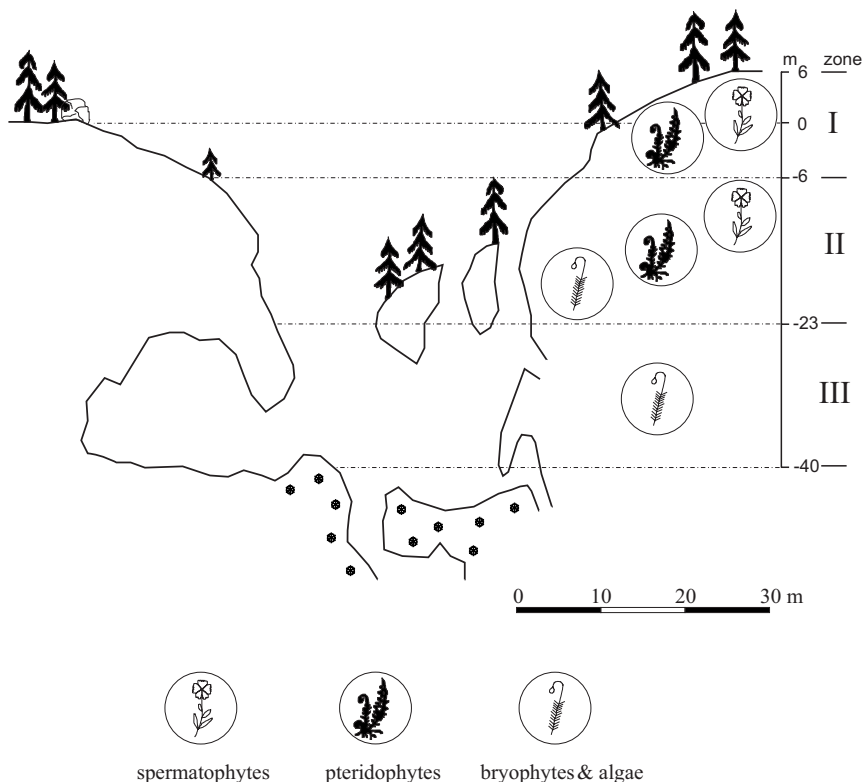 m zone
6
I
0
-6
II
-23
III
-40
0 10 20 30 m
spermatophytes pteridophytes bryophytes & algae